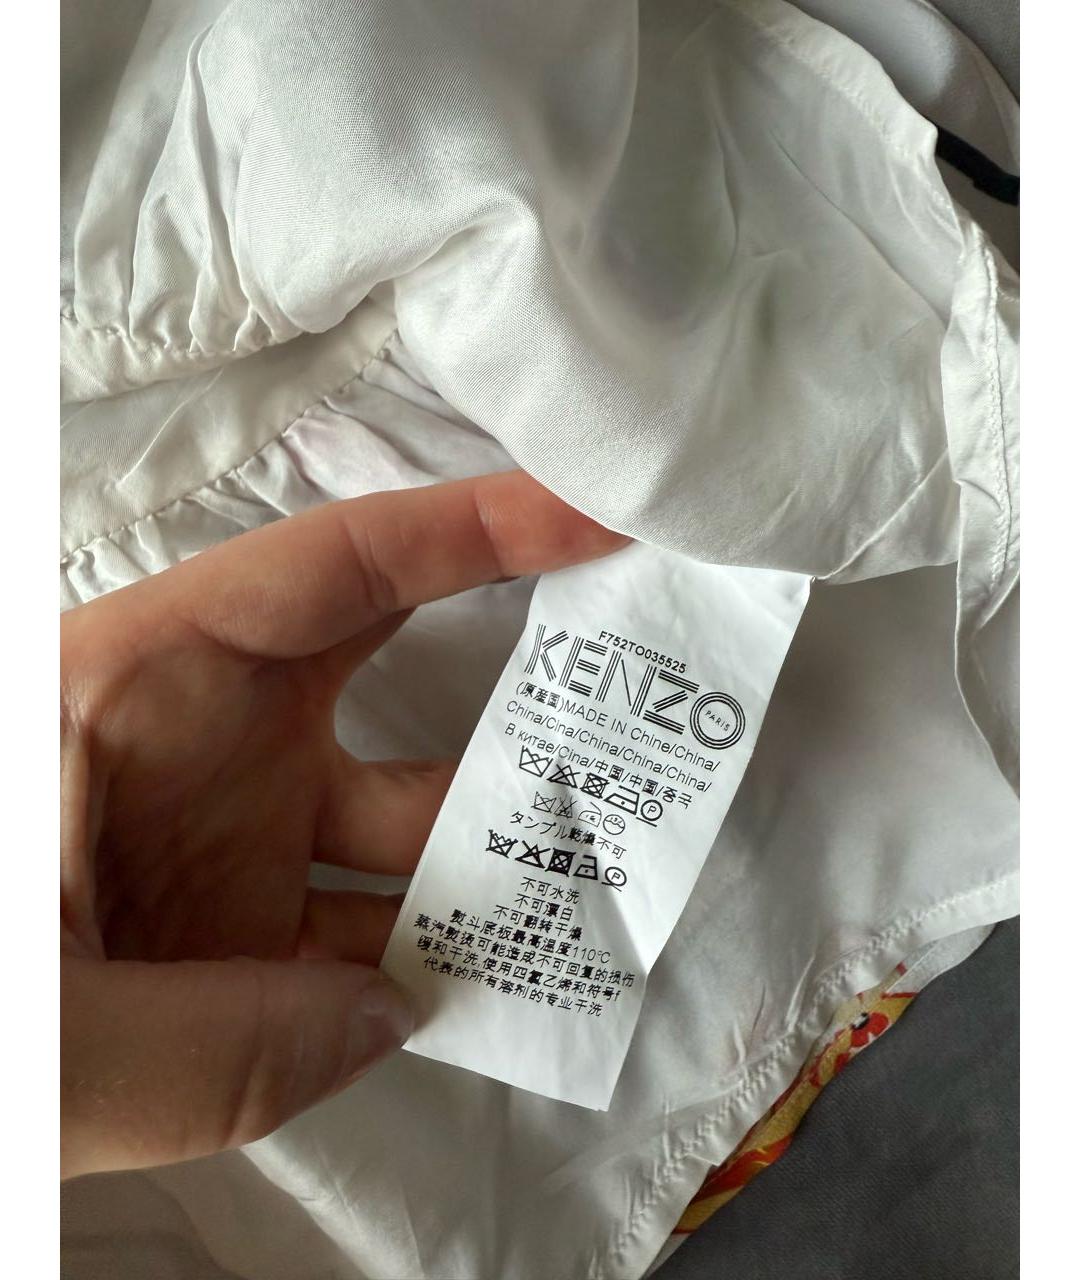 F752TO035525
KENZO
PARIS
(原産国)MADE IN Chine/China/
China/Cina/China/China/China/
В китае/Cina/中国/中国/중국
P
タンブル乾燥不可
P
不可水洗
不可漂白
不可翻转干燥
熨斗底板最高温度110°C
蒸汽熨烫可能造成不可回复的损伤
缓和干洗,使用四氯乙烯和符号f
代表的所有溶剂的专业干洗